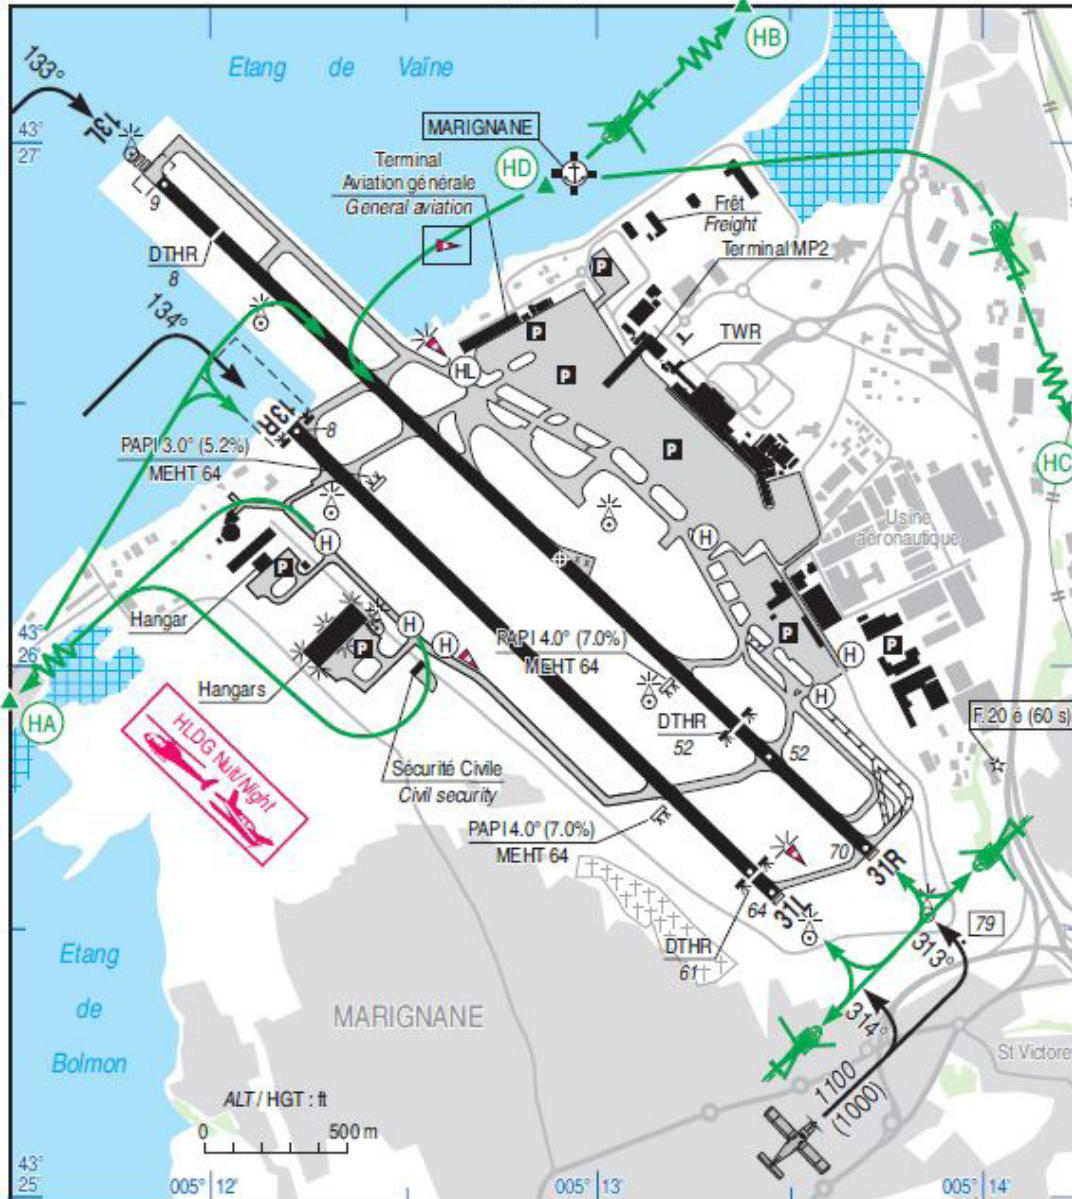 HB
133°
Etang de Vaïne
13L
43°
27'
MARIGNANE
HD
Terminal
Aviation générale
General aviation
9
Frêt
Freight
DTHR
8
Terminal MP2
P
134°
TWR
P
HL
P
13R
8
PAPI 3.0° (5.2%)
MEHT 64
P
HC
Usine
aéronautique
H
H
P
Hangar
43°
26'
H
PAPI 4.0° (7.0%)
MEHT 64
P
H
P
H
P
Hangars
H
HA
DTHR
52
52
F. 20 é (60 s)
HLDG Nuit/Night
Sécurité Civile
Civil security
PAPI 4.0° (7.0%)
MEHT 64
70
31R
64
31L
79
DTHR
61
313°
Etang
de
Bolmon
MARIGNANE
314°
St Victore
1100
(1000)
ALT / HGT : ft
0 500 m
43°
25'
005° 12'
005° 13'
005° 14'